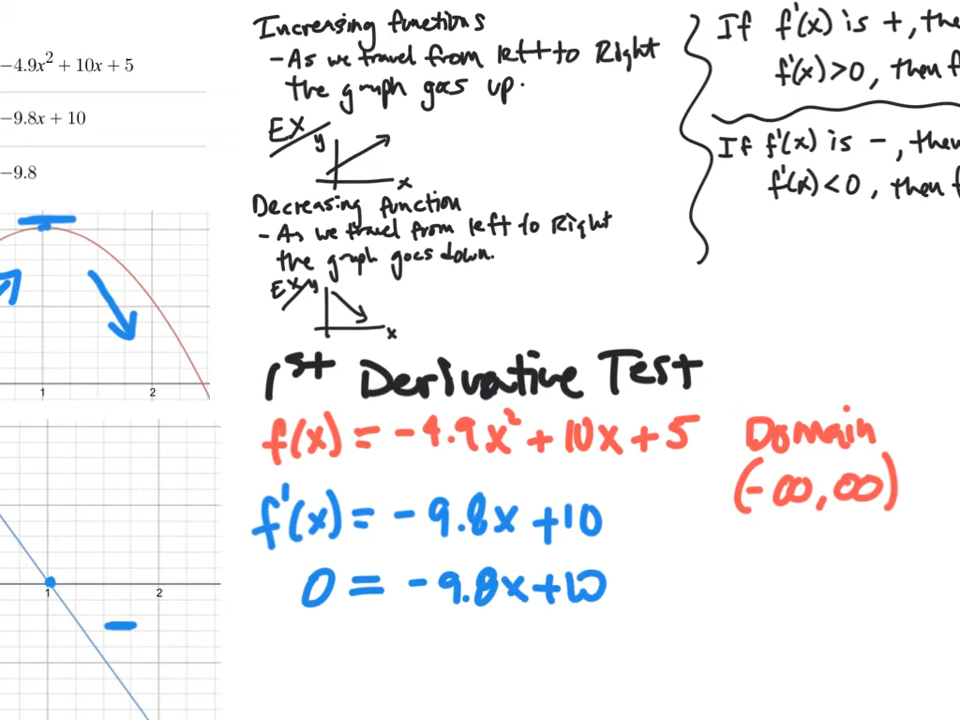 −4.9x² + 10x + 5
−9.8x + 10
−9.8
1
2
1
2
Increasing functions
- As we travel from left to Right
the graph goes up.
EX
y
x
Decreasing function
- As we travel from left to Right
the graph goes down.
EX
y
x
If f'(x) is +, the
f'(x) > 0, then f
If f'(x) is -, then
f'(x) < 0, then f
1st Derivative Test
f(x) = -4.9x² + 10x + 5
Domain
(-∞, ∞)
f'(x) = -9.8x + 10
0 = -9.8x + 10